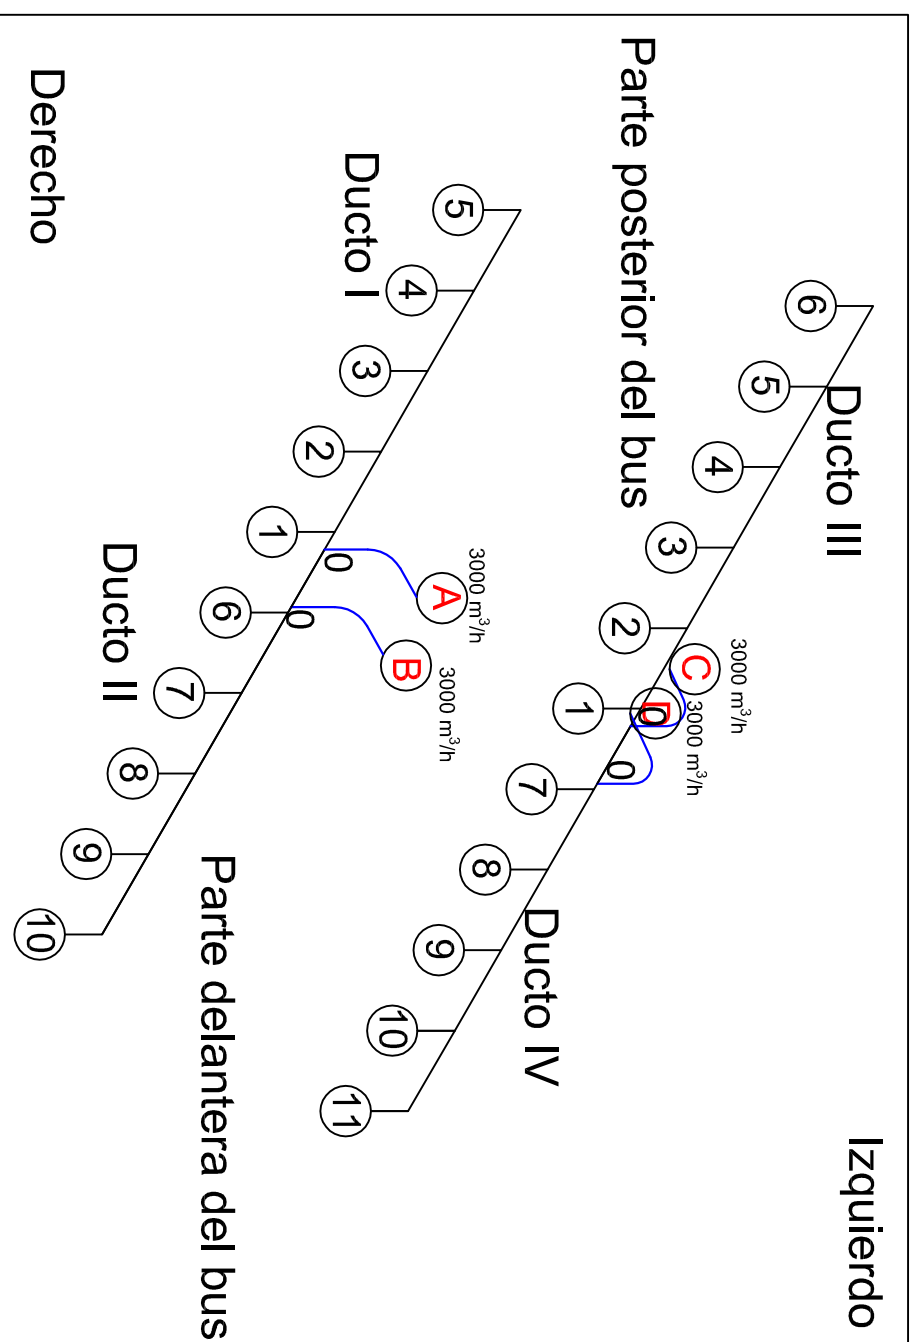 Izquierdo
Ducto III
6
5
4
3
2
1
3000 m³/h
C
3000 m³/h
D
0
0
7
8
9
10
11
Ducto IV
Parte posterior del bus
3000 m³/h
A
3000 m³/h
B
0
0
Ducto I
5
4
3
2
1
6
7
8
9
10
Ducto II
Parte delantera del bus
Derecho